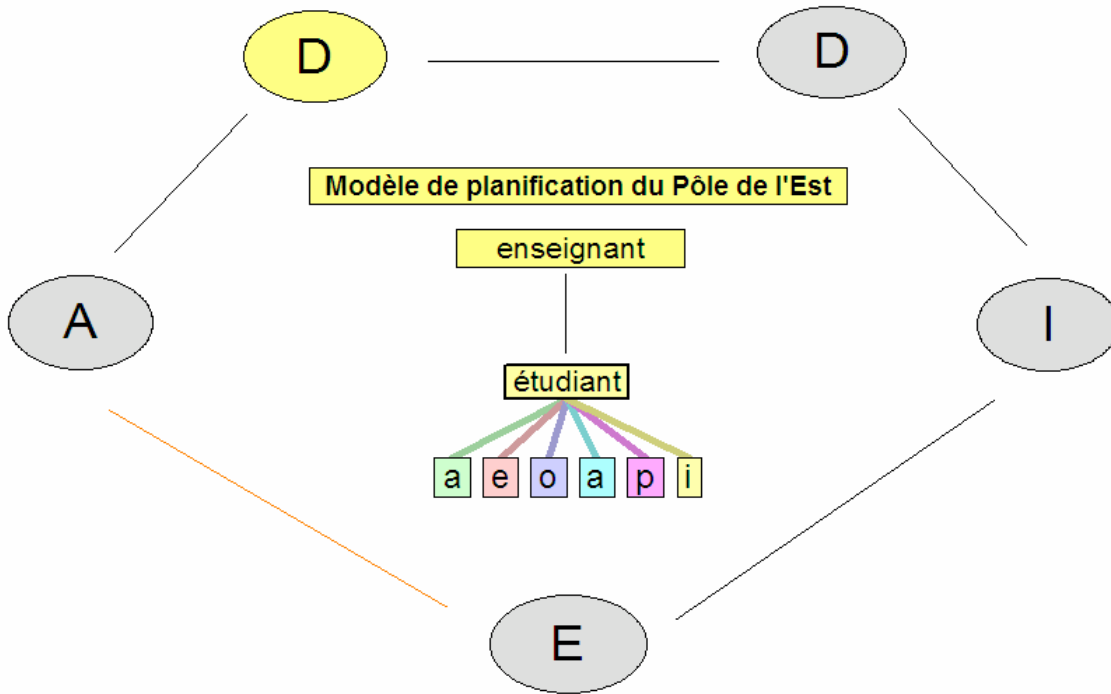 D
D
Modèle de planification du Pôle de l'Est
enseignant
A
I
étudiant
a e o a p i
E